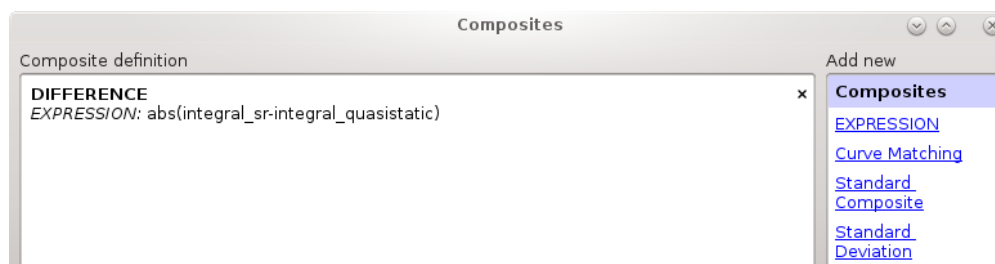 Composites
Composite definition
Add new
DIFFERENCE
EXPRESSION: abs(integral_sr-integral_quasistatic)
×
Composites
EXPRESSION
Curve Matching
Standard
Composite
Standard
Deviation